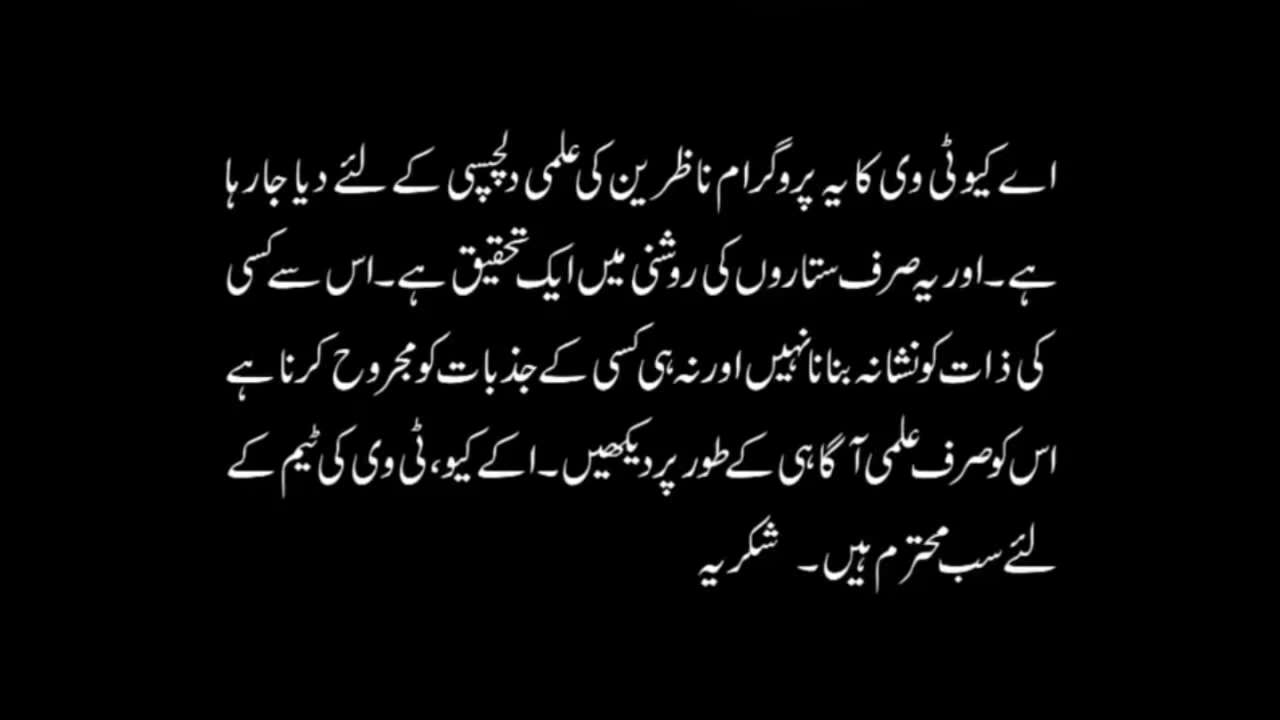 اے کیو ٹی وی کا یہ پروگرام ناظرین کی علمی دلچسپی کے لئے دیا جا رہا
ہے۔ اور یہ صرف ستاروں کی روشنی میں ایک تحقیق ہے۔ اس سے کسی
کی ذات کو نشانہ بنانا نہیں اور نہ ہی کسی کے جذبات کو مجروح کرنا ہے
اس کو صرف علمی آگاہی کے طور پر دیکھیں۔ اکے کیو، ٹی وی کی ٹیم کے
لئے سب محترم ہیں۔ شکریہ